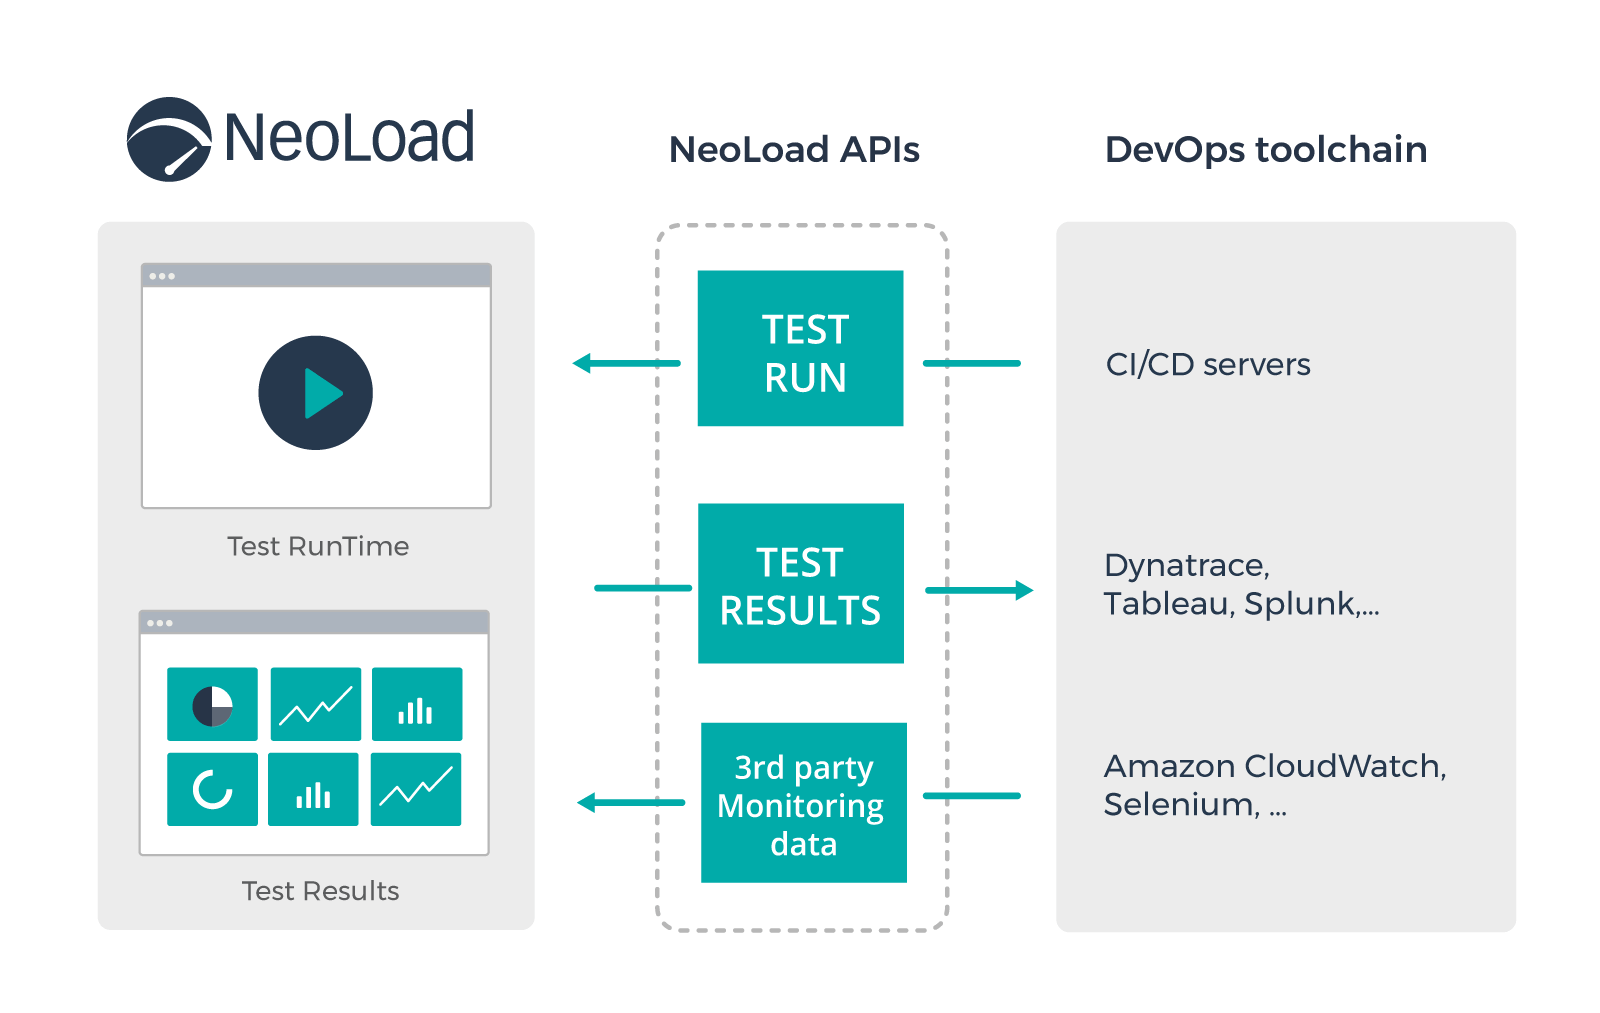 NeoLoad
NeoLoad APIs
DevOps toolchain
Test RunTime
Test Results
TEST
RUN
TEST
RESULTS
3rd party
Monitoring
data
CI/CD servers
Dynatrace,
Tableau, Splunk,...
Amazon CloudWatch,
Selenium, ...